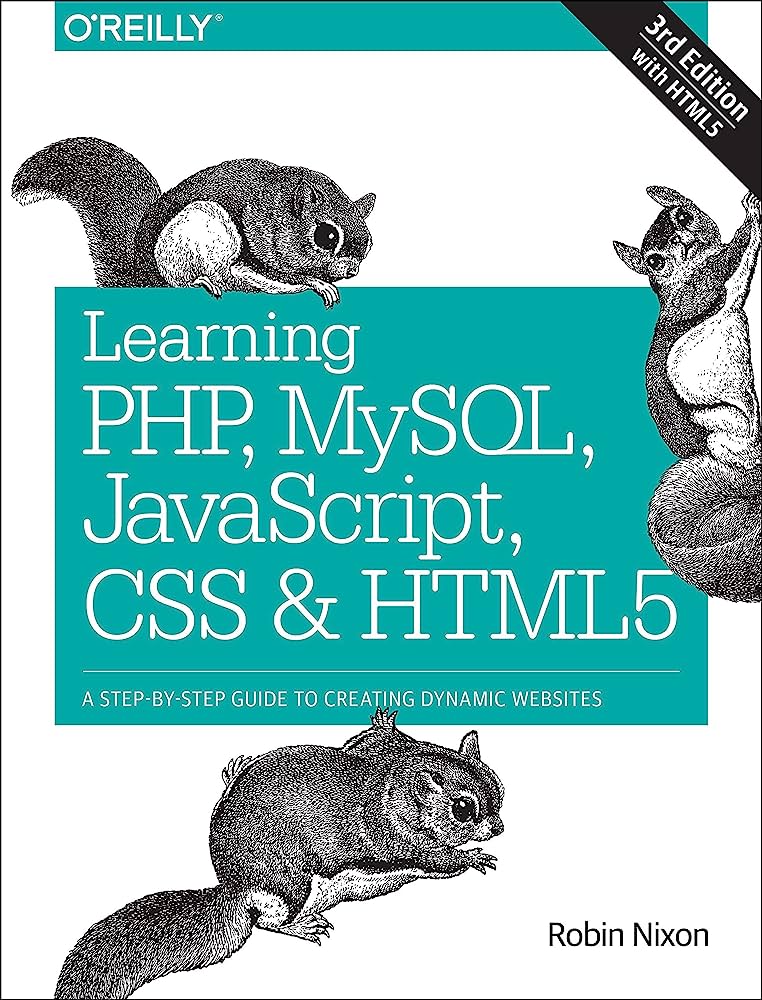 O'REILLY®
3rd Edition
with HTML5
Learning
PHP, MySQL,
JavaScript,
CSS & HTML5
A STEP-BY-STEP GUIDE TO CREATING DYNAMIC WEBSITES
Robin Nixon